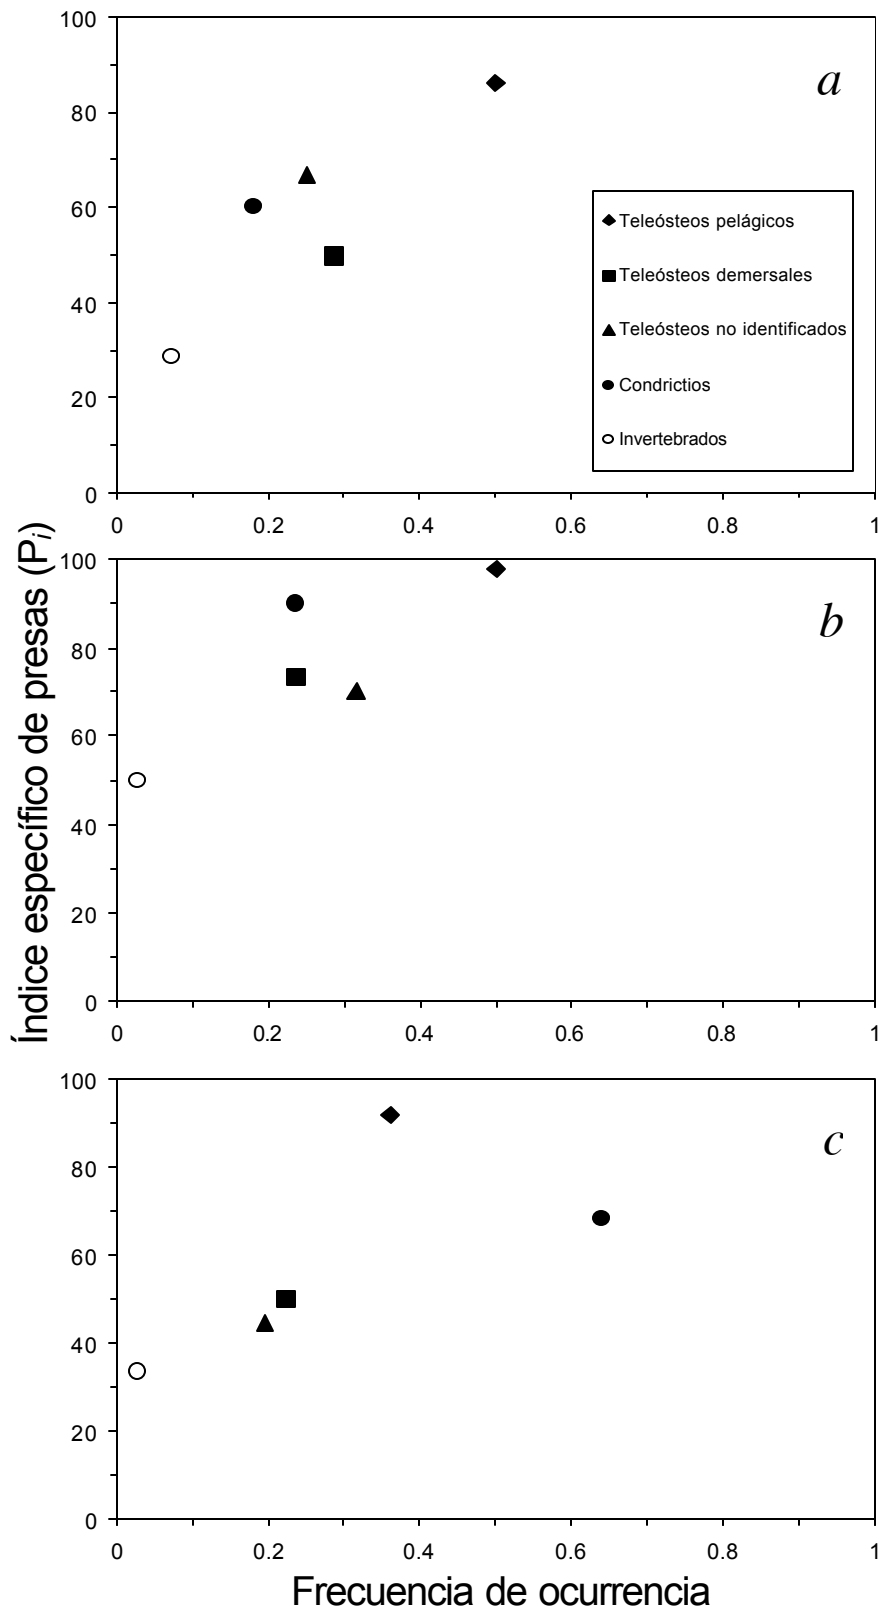 100
80
60
40
20
0
a
Teleósteos pelágicos
Teleósteos demersales
Teleósteos no identificados
Condrictios
Invertebrados
0 0.2 0.4 0.6 0.8 1
Índice específico de presas (Pi)
100
80
60
40
20
0
b
0 0.2 0.4 0.6 0.8 1
100
80
60
40
20
0
c
0 0.2 0.4 0.6 0.8 1
Frecuencia de ocurrencia